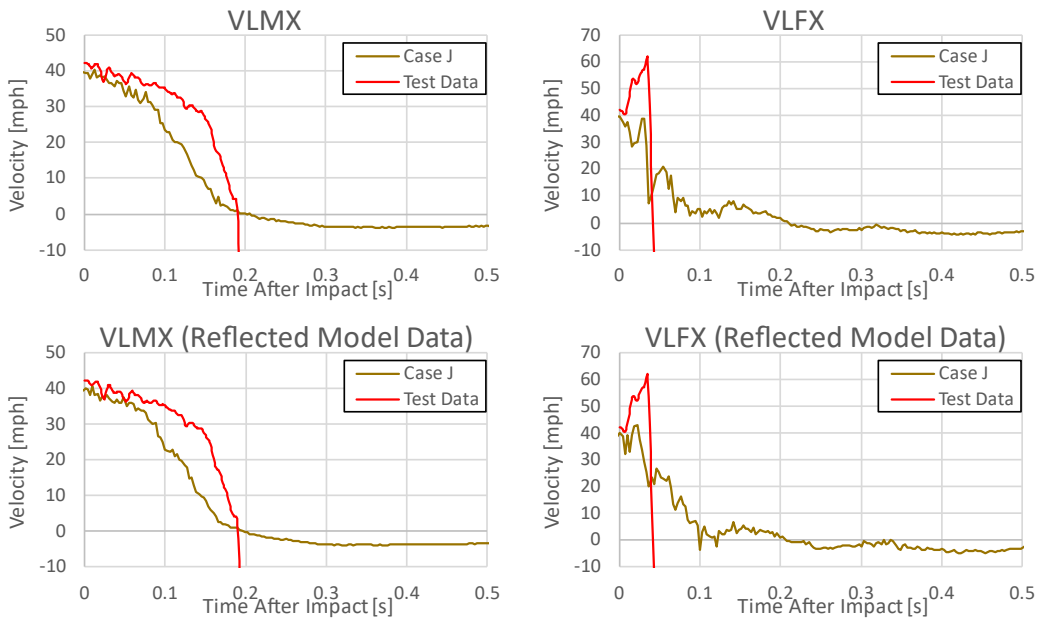 VLMX
50
40
30
20
10
0
-10
Velocity [mph]
Case J
Test Data
0 0.1 0.2 0.3 0.4 0.5
Time After Impact [s]
VLFX
70
60
50
40
30
20
10
0
-10
Velocity [mph]
Case J
Test Data
0 0.1 0.2 0.3 0.4 0.5
Time After Impact [s]
VLMX (Reflected Model Data)
50
40
30
20
10
0
-10
Velocity [mph]
Case J
Test Data
0 0.1 0.2 0.3 0.4 0.5
Time After Impact [s]
VLFX (Reflected Model Data)
70
60
50
40
30
20
10
0
-10
Velocity [mph]
Case J
Test Data
0 0.1 0.2 0.3 0.4 0.5
Time After Impact [s]